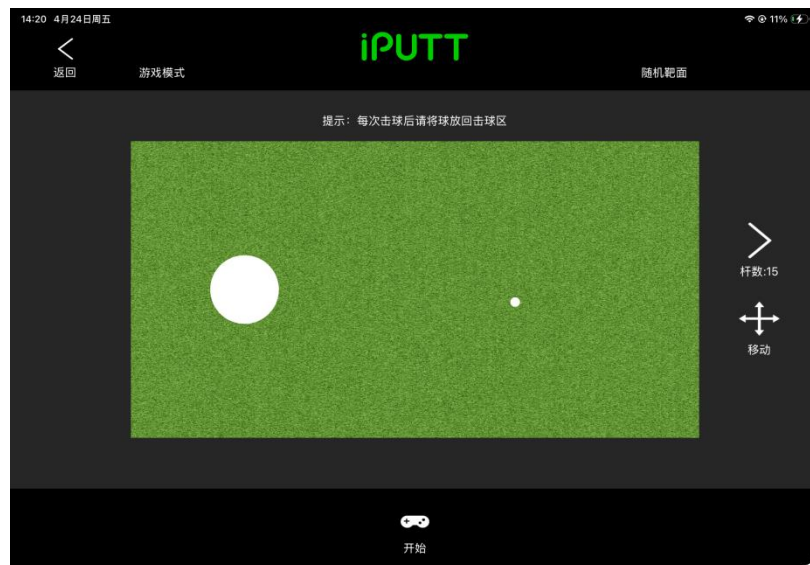 14:20 4月24日周五
11%
iPUTT
返回
游戏模式
随机靶面
提示：每次击球后请将球放回击球区
杆数:15
移动
开始